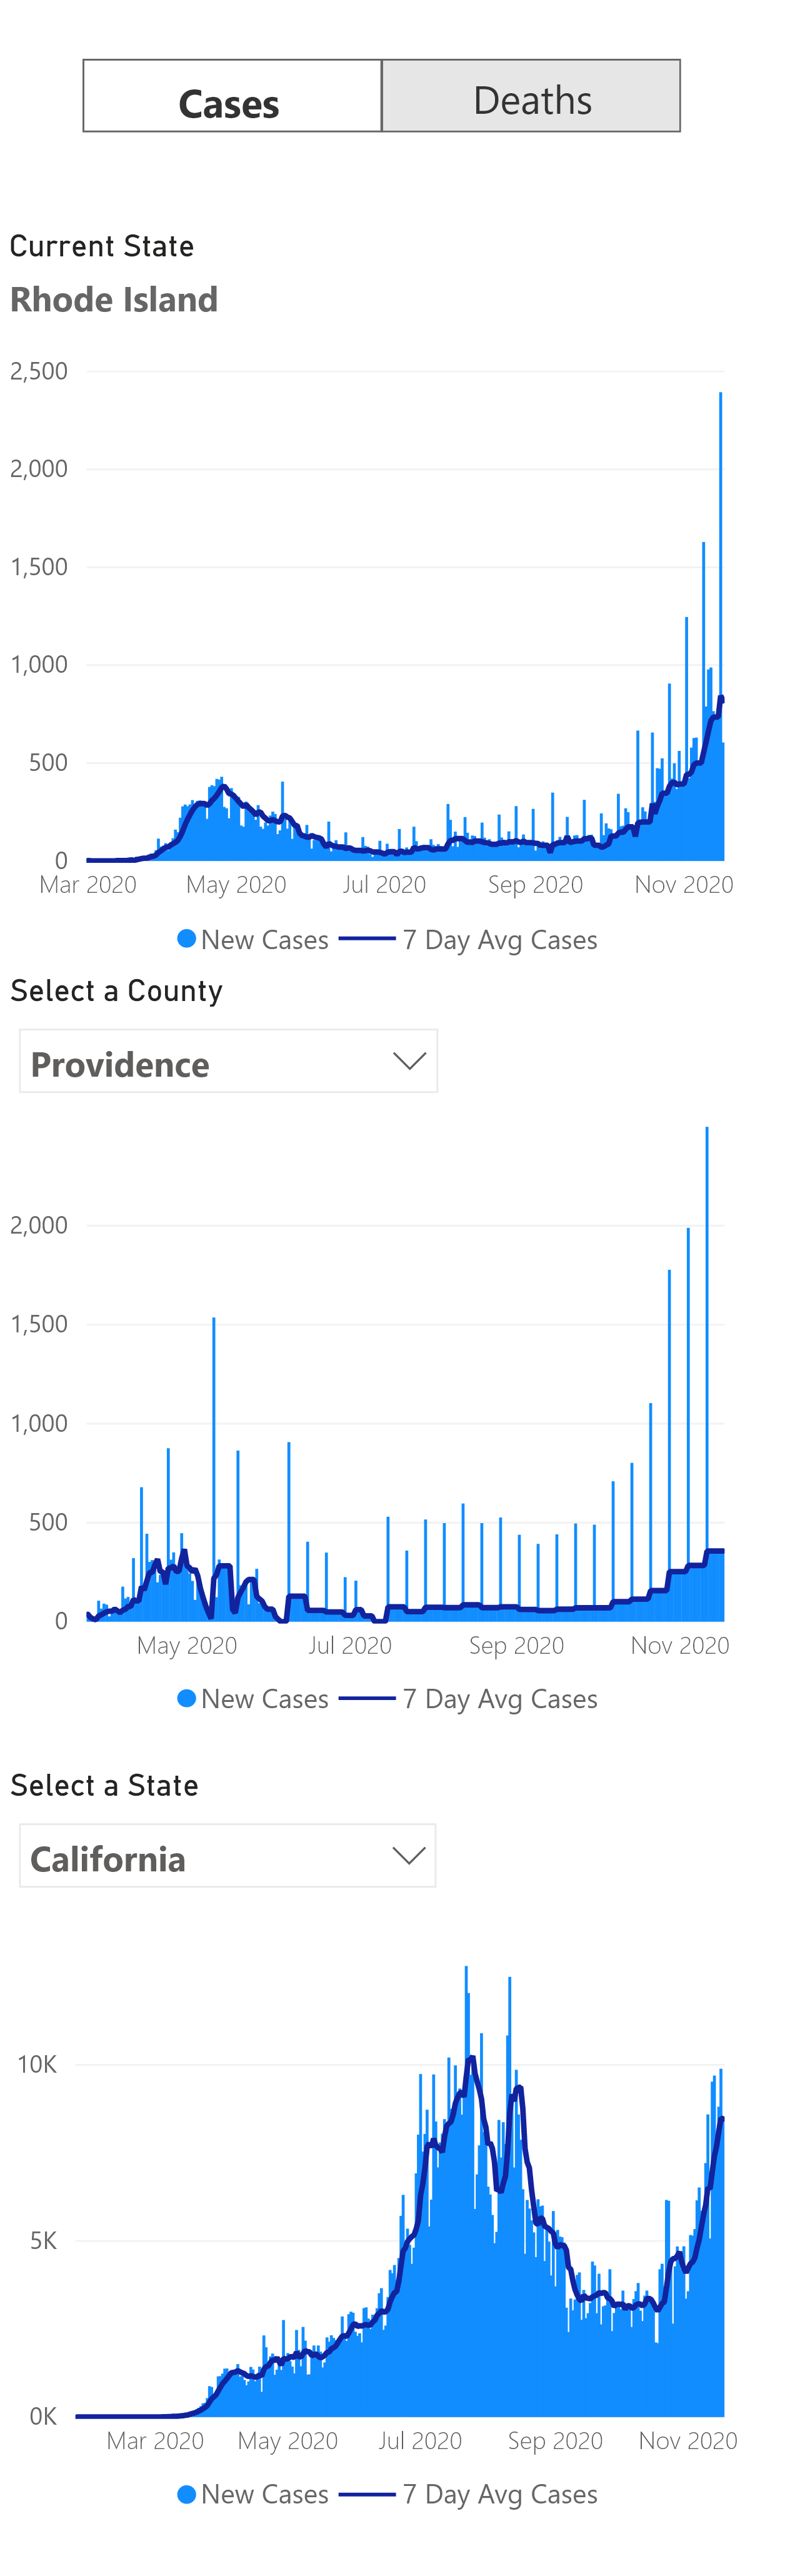 Cases Deaths
Current State
Rhode Island
2,500
2,000
1,500
1,000
500
0
Mar 2020 May 2020 Jul 2020 Sep 2020 Nov 2020
New Cases 7 Day Avg Cases
Select a County
Providence
2,000
1,500
1,000
500
0
May 2020 Jul 2020 Sep 2020 Nov 2020
New Cases 7 Day Avg Cases
Select a State
California
10K
5K
0K
Mar 2020 May 2020 Jul 2020 Sep 2020 Nov 2020
New Cases 7 Day Avg Cases